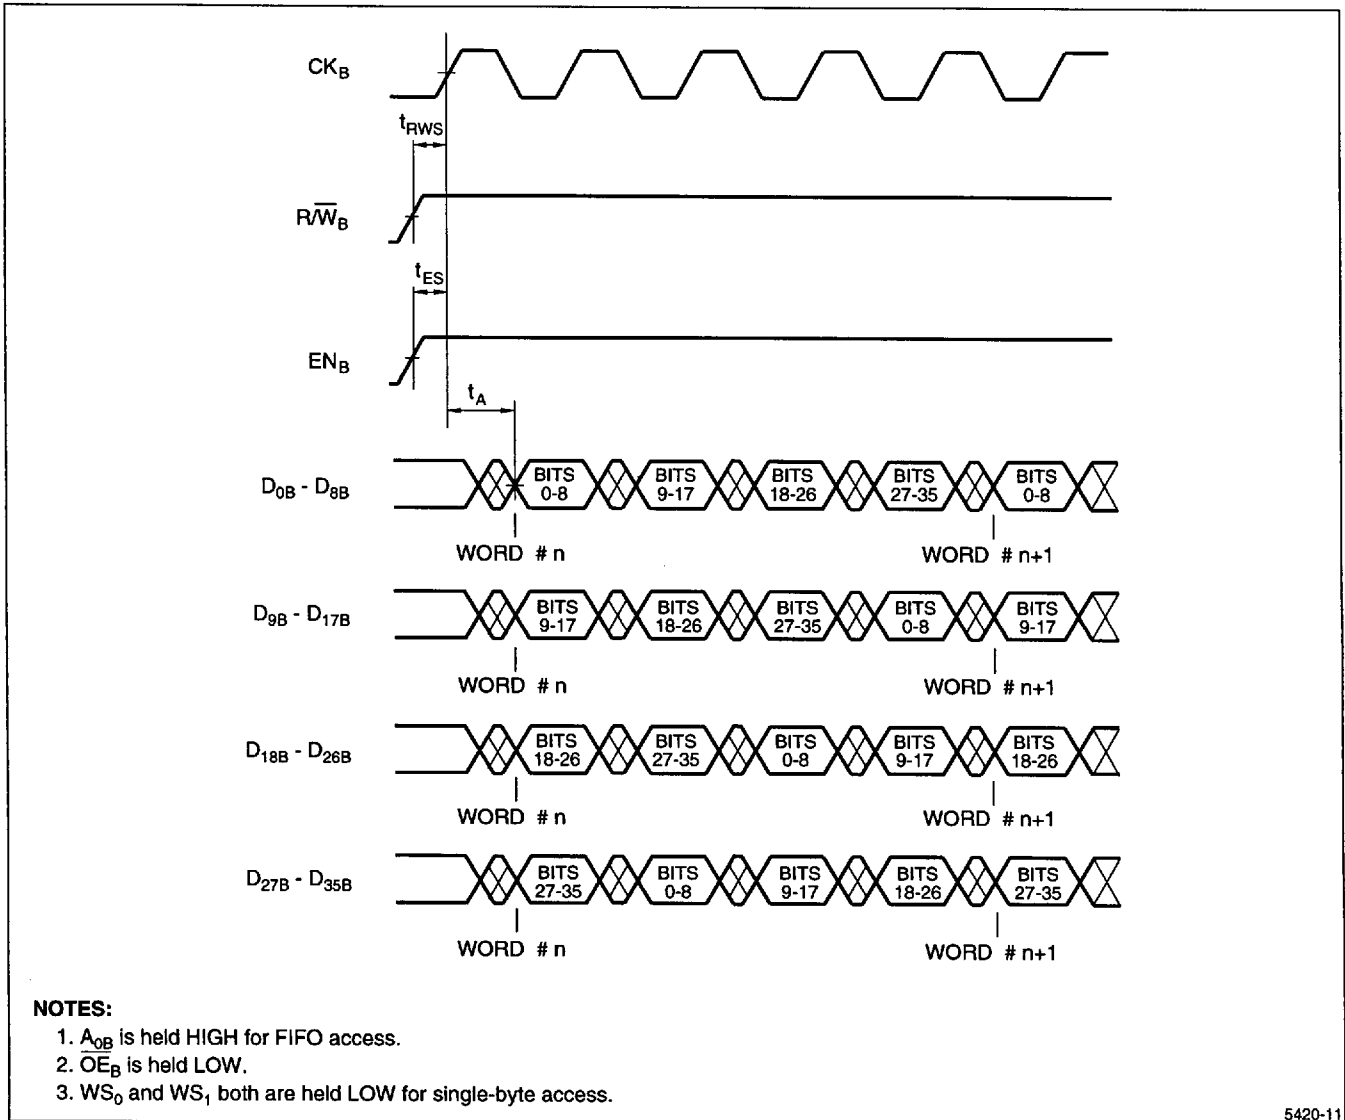 CKB
tRWS
R/W̅B
tES
ENB
tA
D0B - D8B
BITS 0-8 BITS 9-17 BITS 18-26 BITS 27-35 BITS 0-8
WORD # n WORD # n+1
D9B - D17B
BITS 9-17 BITS 18-26 BITS 27-35 BITS 0-8 BITS 9-17
WORD # n WORD # n+1
D18B - D26B
BITS 18-26 BITS 27-35 BITS 0-8 BITS 9-17 BITS 18-26
WORD # n WORD # n+1
D27B - D35B
BITS 27-35 BITS 0-8 BITS 9-17 BITS 18-26 BITS 27-35
WORD # n WORD # n+1
NOTES:
1. A0B is held HIGH for FIFO access.
2. O̅E̅B is held LOW.
3. WS0 and WS1 both are held LOW for single-byte access.
5420-11